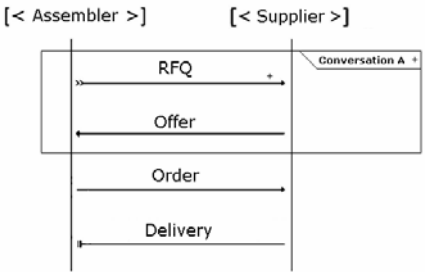 [< Assembler >] [< Supplier >]
Conversation A +
RFQ
+
Offer
Order
Delivery